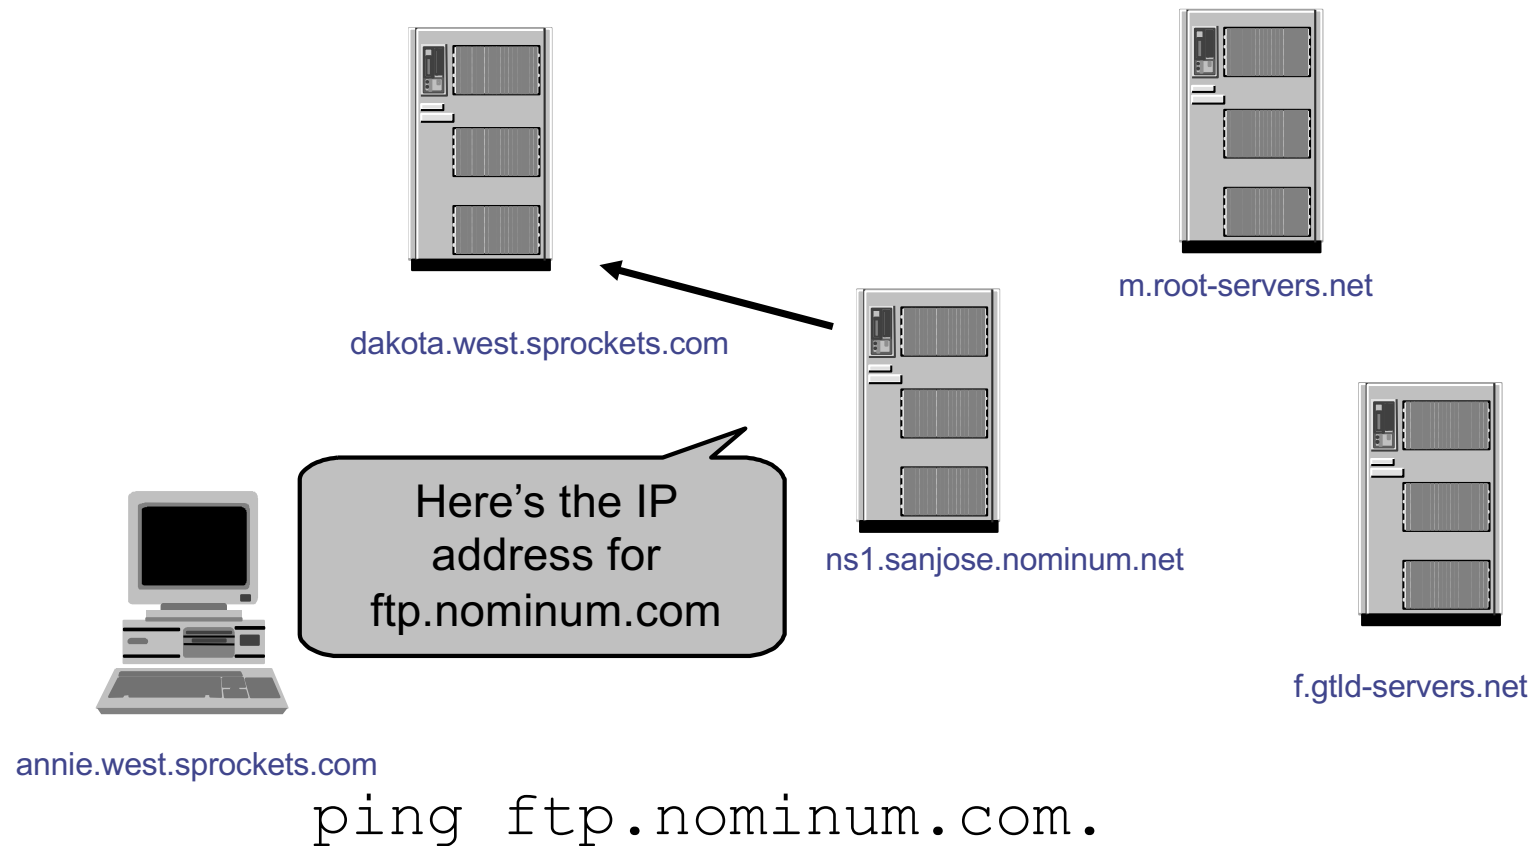 m.root-servers.net
dakota.west.sprockets.com
Here’s the IP
address for
ftp.nominum.com
ns1.sanjose.nominum.net
f.gtld-servers.net
annie.west.sprockets.com
ping ftp.nominum.com.